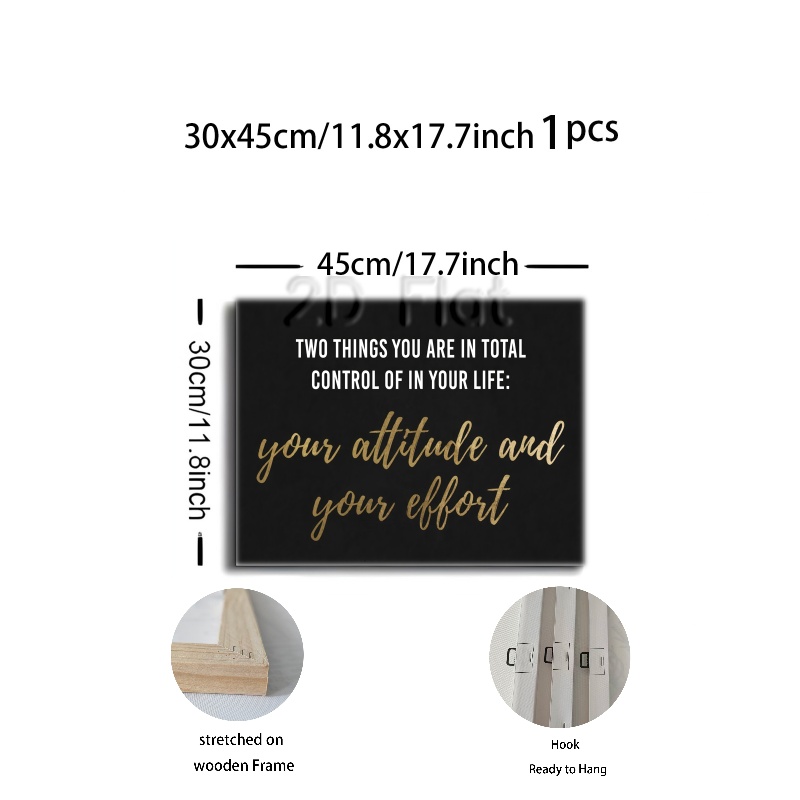 30x45cm/11.8x17.7inch 1pcs
45cm/17.7inch
2D Flat
30cm/11.8inch
TWO THINGS YOU ARE IN TOTAL
CONTROL OF IN YOUR LIFE:
your attitude and
your effort
stretched on
wooden Frame
Hook
Ready to Hang